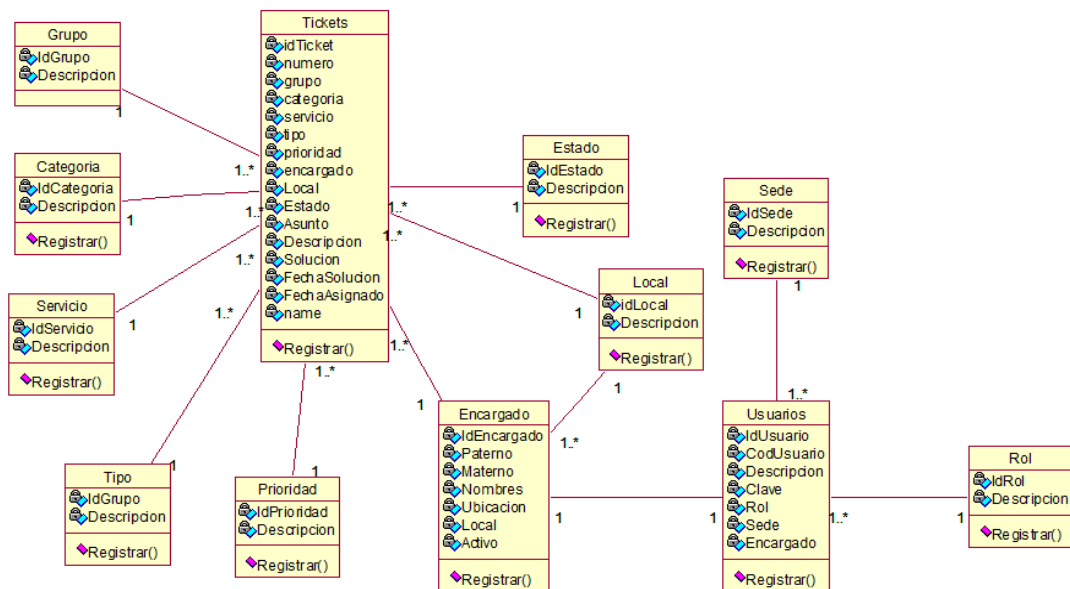 Grupo
IdGrupo
Descripcion
1
1..*
Tickets
idTicket
numero
grupo
categoria
servicio
tipo
prioridad
encargado
Local
Estado
Asunto
Descripcion
Solucion
FechaSolucion
FechaAsignado
name
Registrar()
Categoria
IdCategoria
Descripcion
Registrar()
1
1..*
Estado
IdEstado
Descripcion
Registrar()
1
1..*
Sede
IdSede
Descripcion
Registrar()
1
1..*
Servicio
IdServicio
Descripcion
Registrar()
1
1..*
Local
idLocal
Descripcion
Registrar()
1
1..*
1
1..*
Tipo
IdGrupo
Descripcion
Registrar()
1
1..*
Prioridad
IdPrioridad
Descripcion
Registrar()
1
1..*
Encargado
IdEncargado
Paterno
Materno
Nombres
Ubicacion
Local
Activo
Registrar()
1
1..*
1
1
Usuarios
IdUsuario
CodUsuario
Descripcion
Clave
Rol
Sede
Encargado
Registrar()
1..*
1
Rol
IdRol
Descripcion
Registrar()